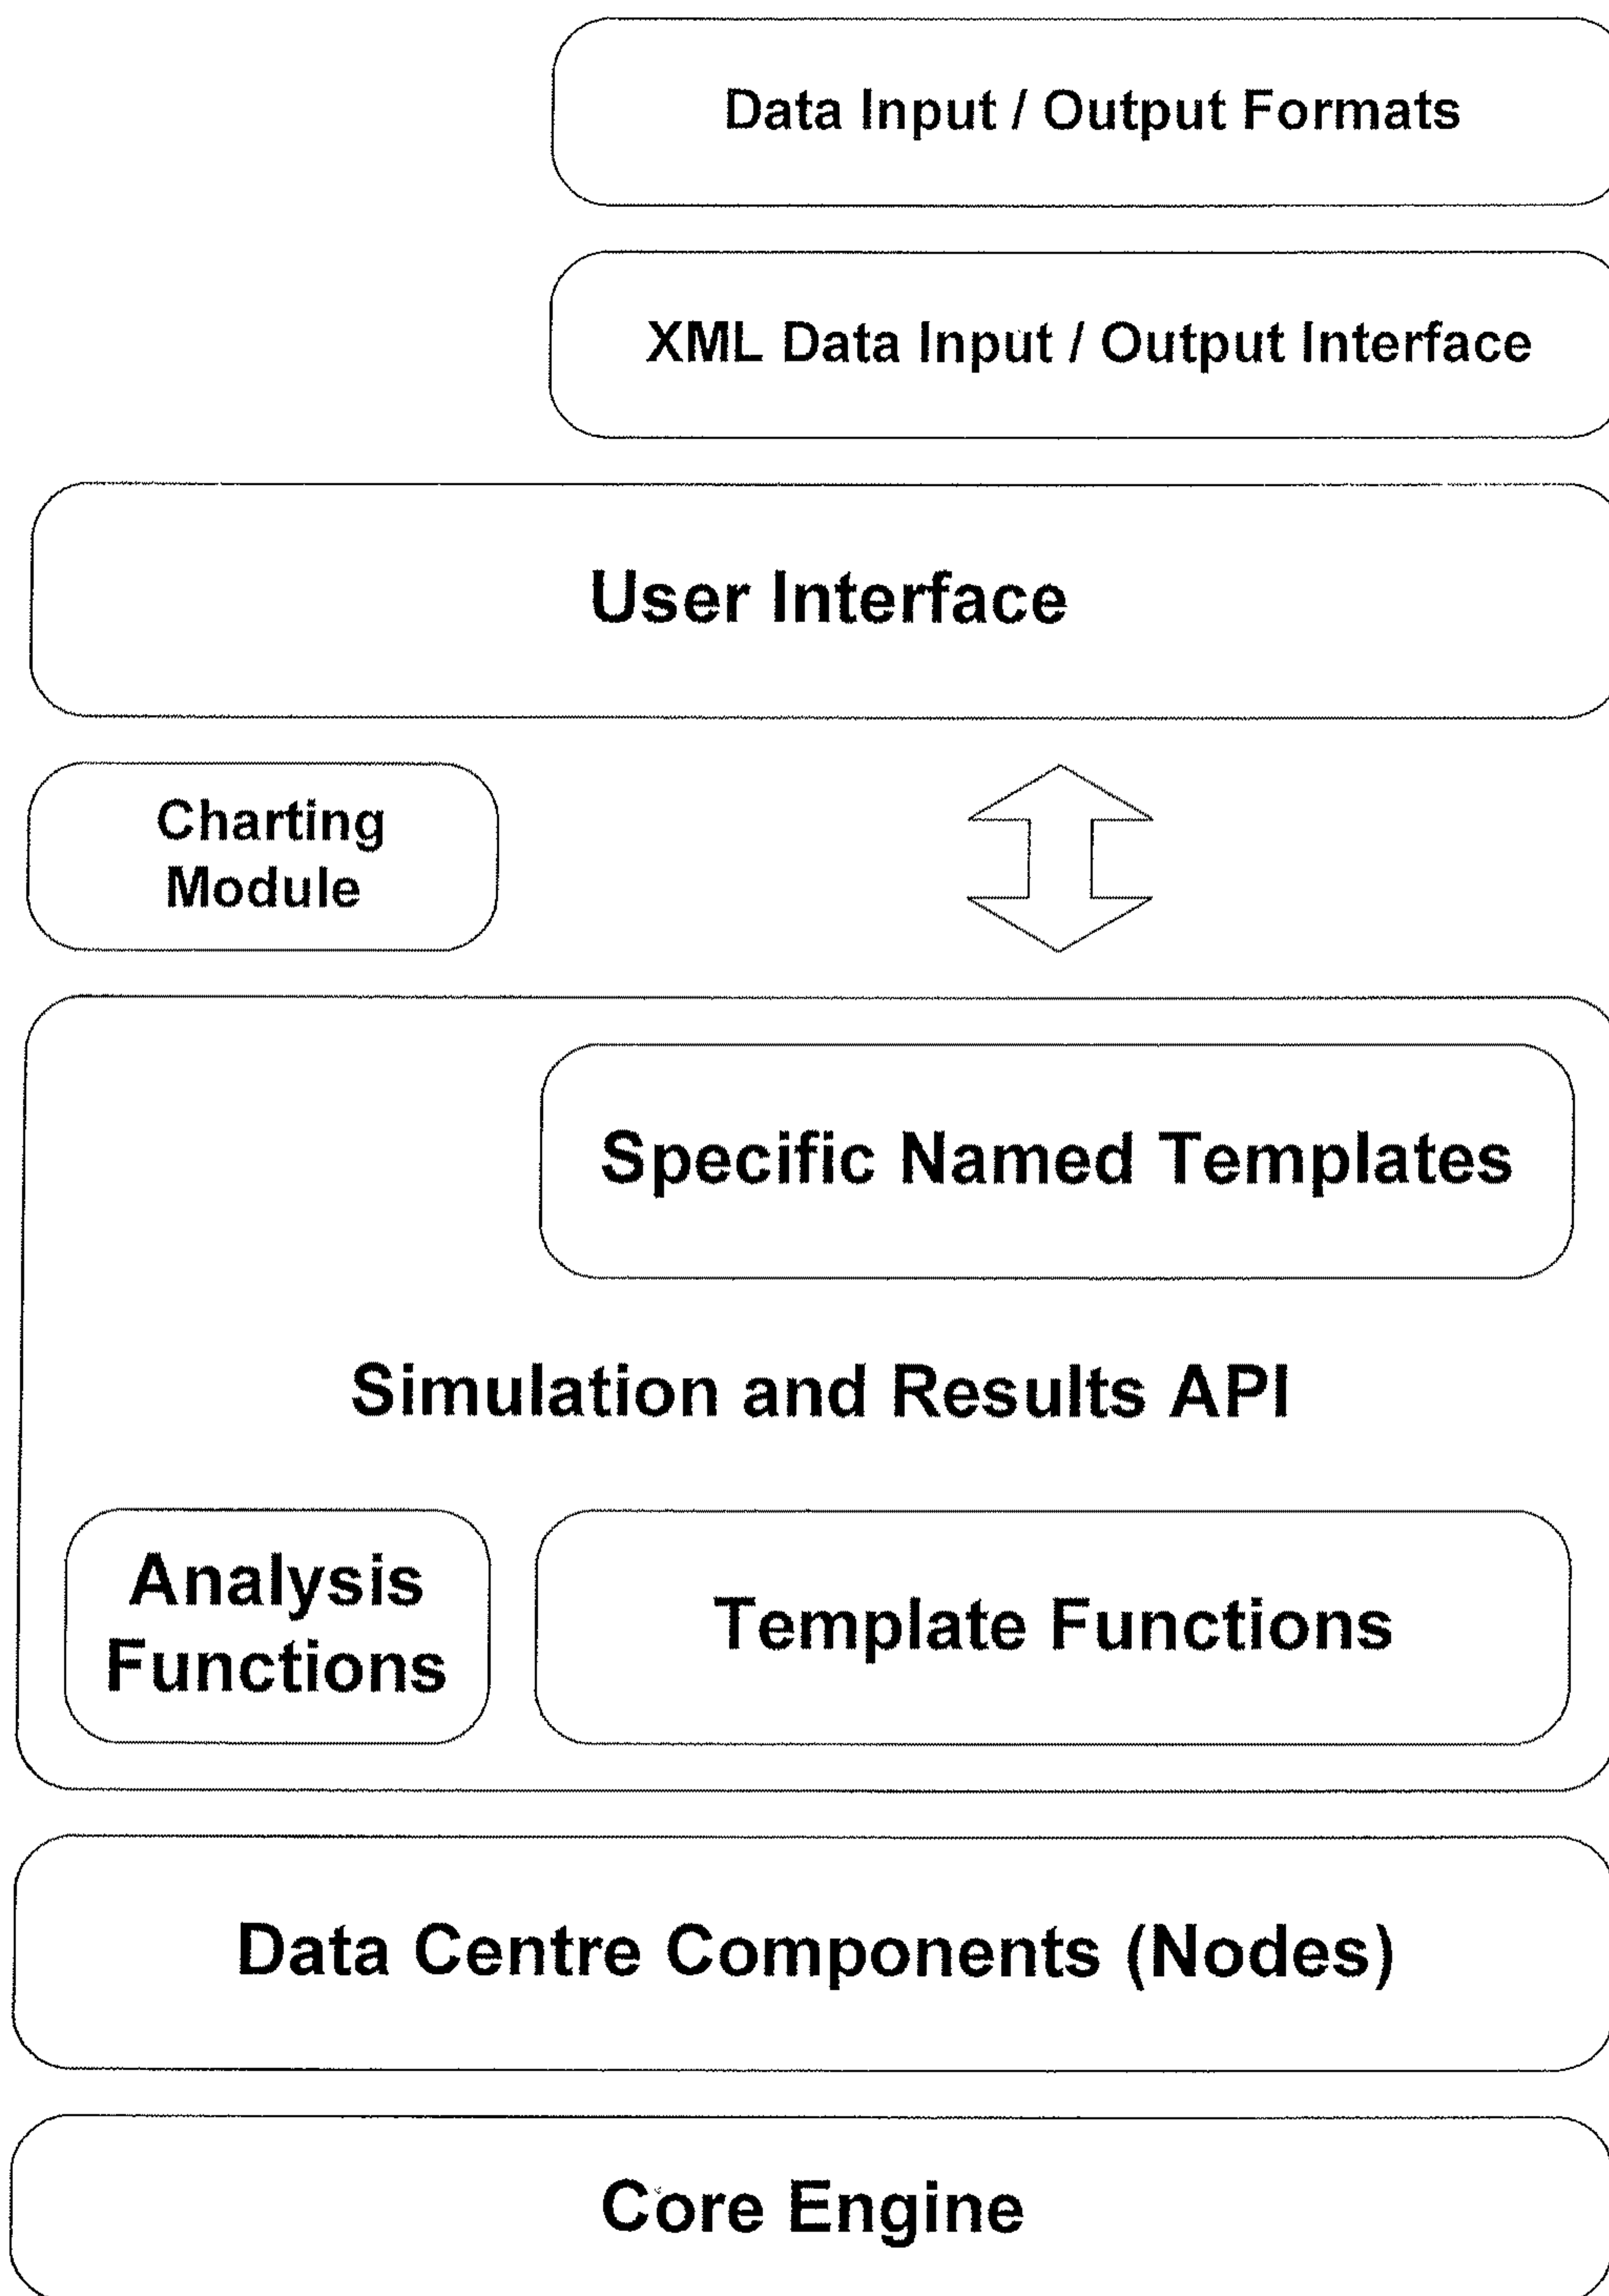 Data Input / Output Formats
XML Data Input / Output Interface
User Interface
Charting
Module
Specific Named Templates
Simulation and Results API
Analysis
Functions
Template Functions
Data Centre Components (Nodes)
Core Engine